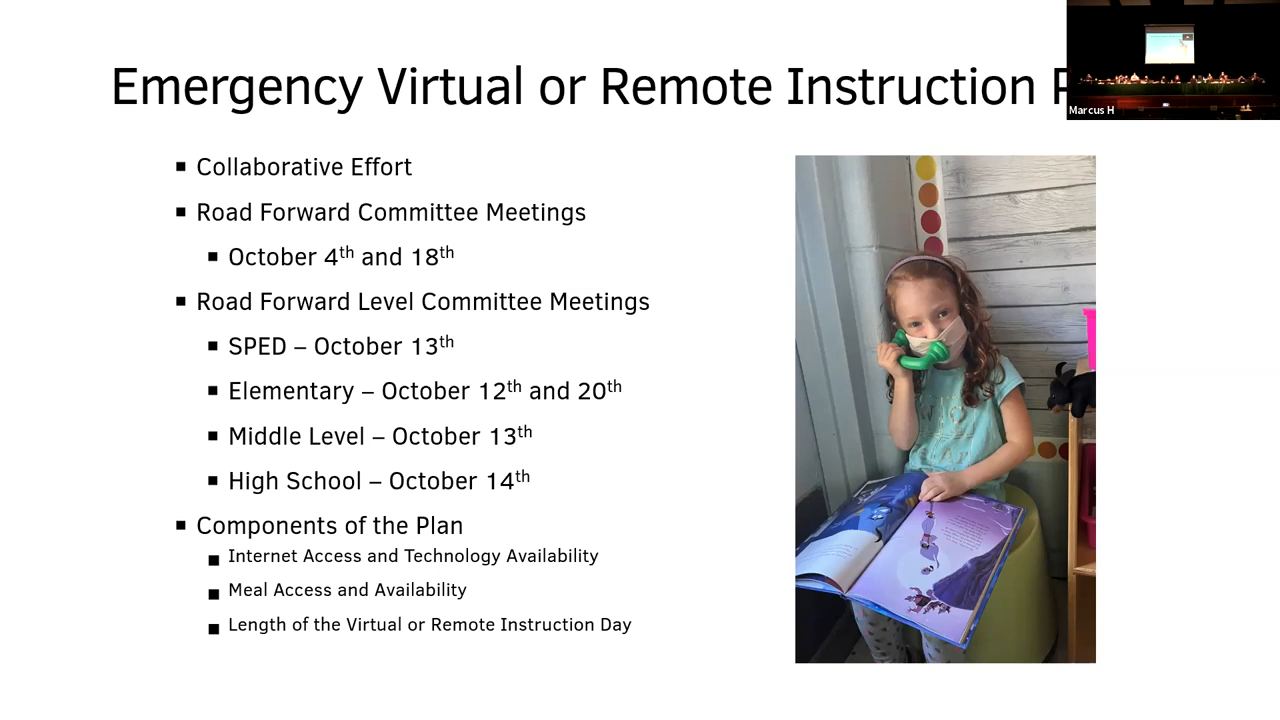 Emergency Virtual or Remote Instruction
Marcus H
▪ Collaborative Effort
▪ Road Forward Committee Meetings
▪ October 4th and 18th
▪ Road Forward Level Committee Meetings
▪ SPED – October 13th
▪ Elementary – October 12th and 20th
▪ Middle Level – October 13th
▪ High School – October 14th
▪ Components of the Plan
▪ Internet Access and Technology Availability
▪ Meal Access and Availability
▪ Length of the Virtual or Remote Instruction Day